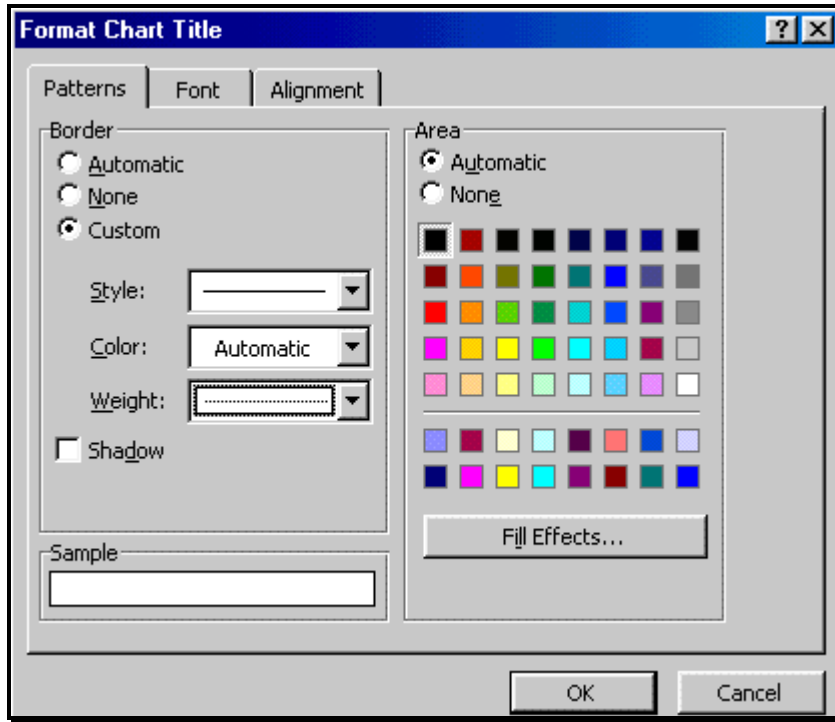 Format Chart Title
Patterns Font Alignment
Border
Automatic
None
Custom
Style:
Color: Automatic
Weight:
Shadow
Sample
Area
Automatic
None
Fill Effects...
OK Cancel